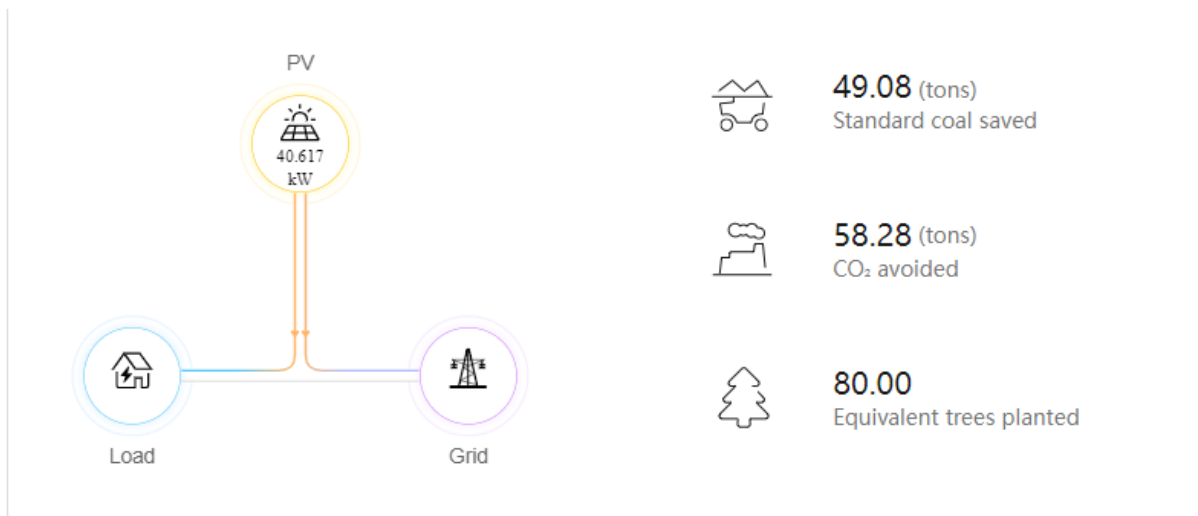 PV
40.617
kW
Load
Grid
49.08 (tons)
Standard coal saved
58.28 (tons)
CO₂ avoided
80.00
Equivalent trees planted